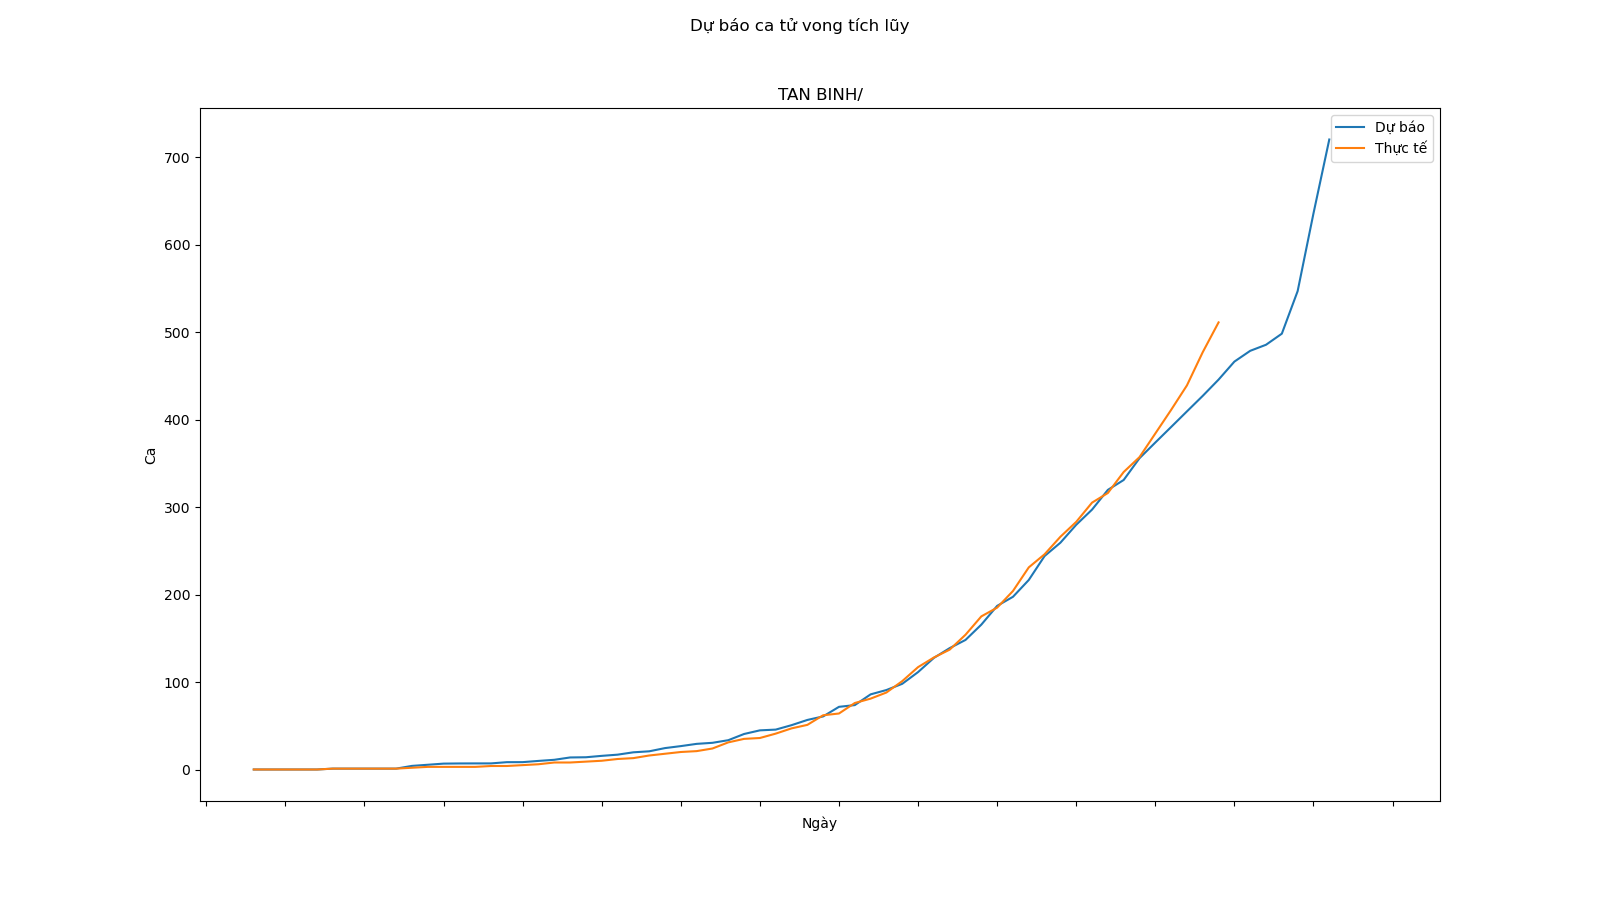 Dự báo ca tử vong tích lũy
TAN BINH/
Dự báo
Thực tế
700
600
500
400
300
200
100
0
Ca
Ngày